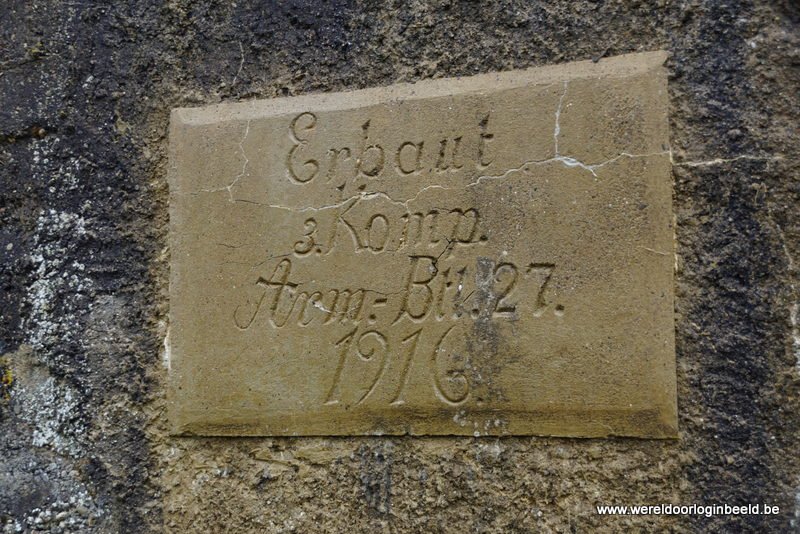 Erbaut
3. Komp.
Arm.-Btl. 27.
1916.
www.wereldoorloginbeeld.be